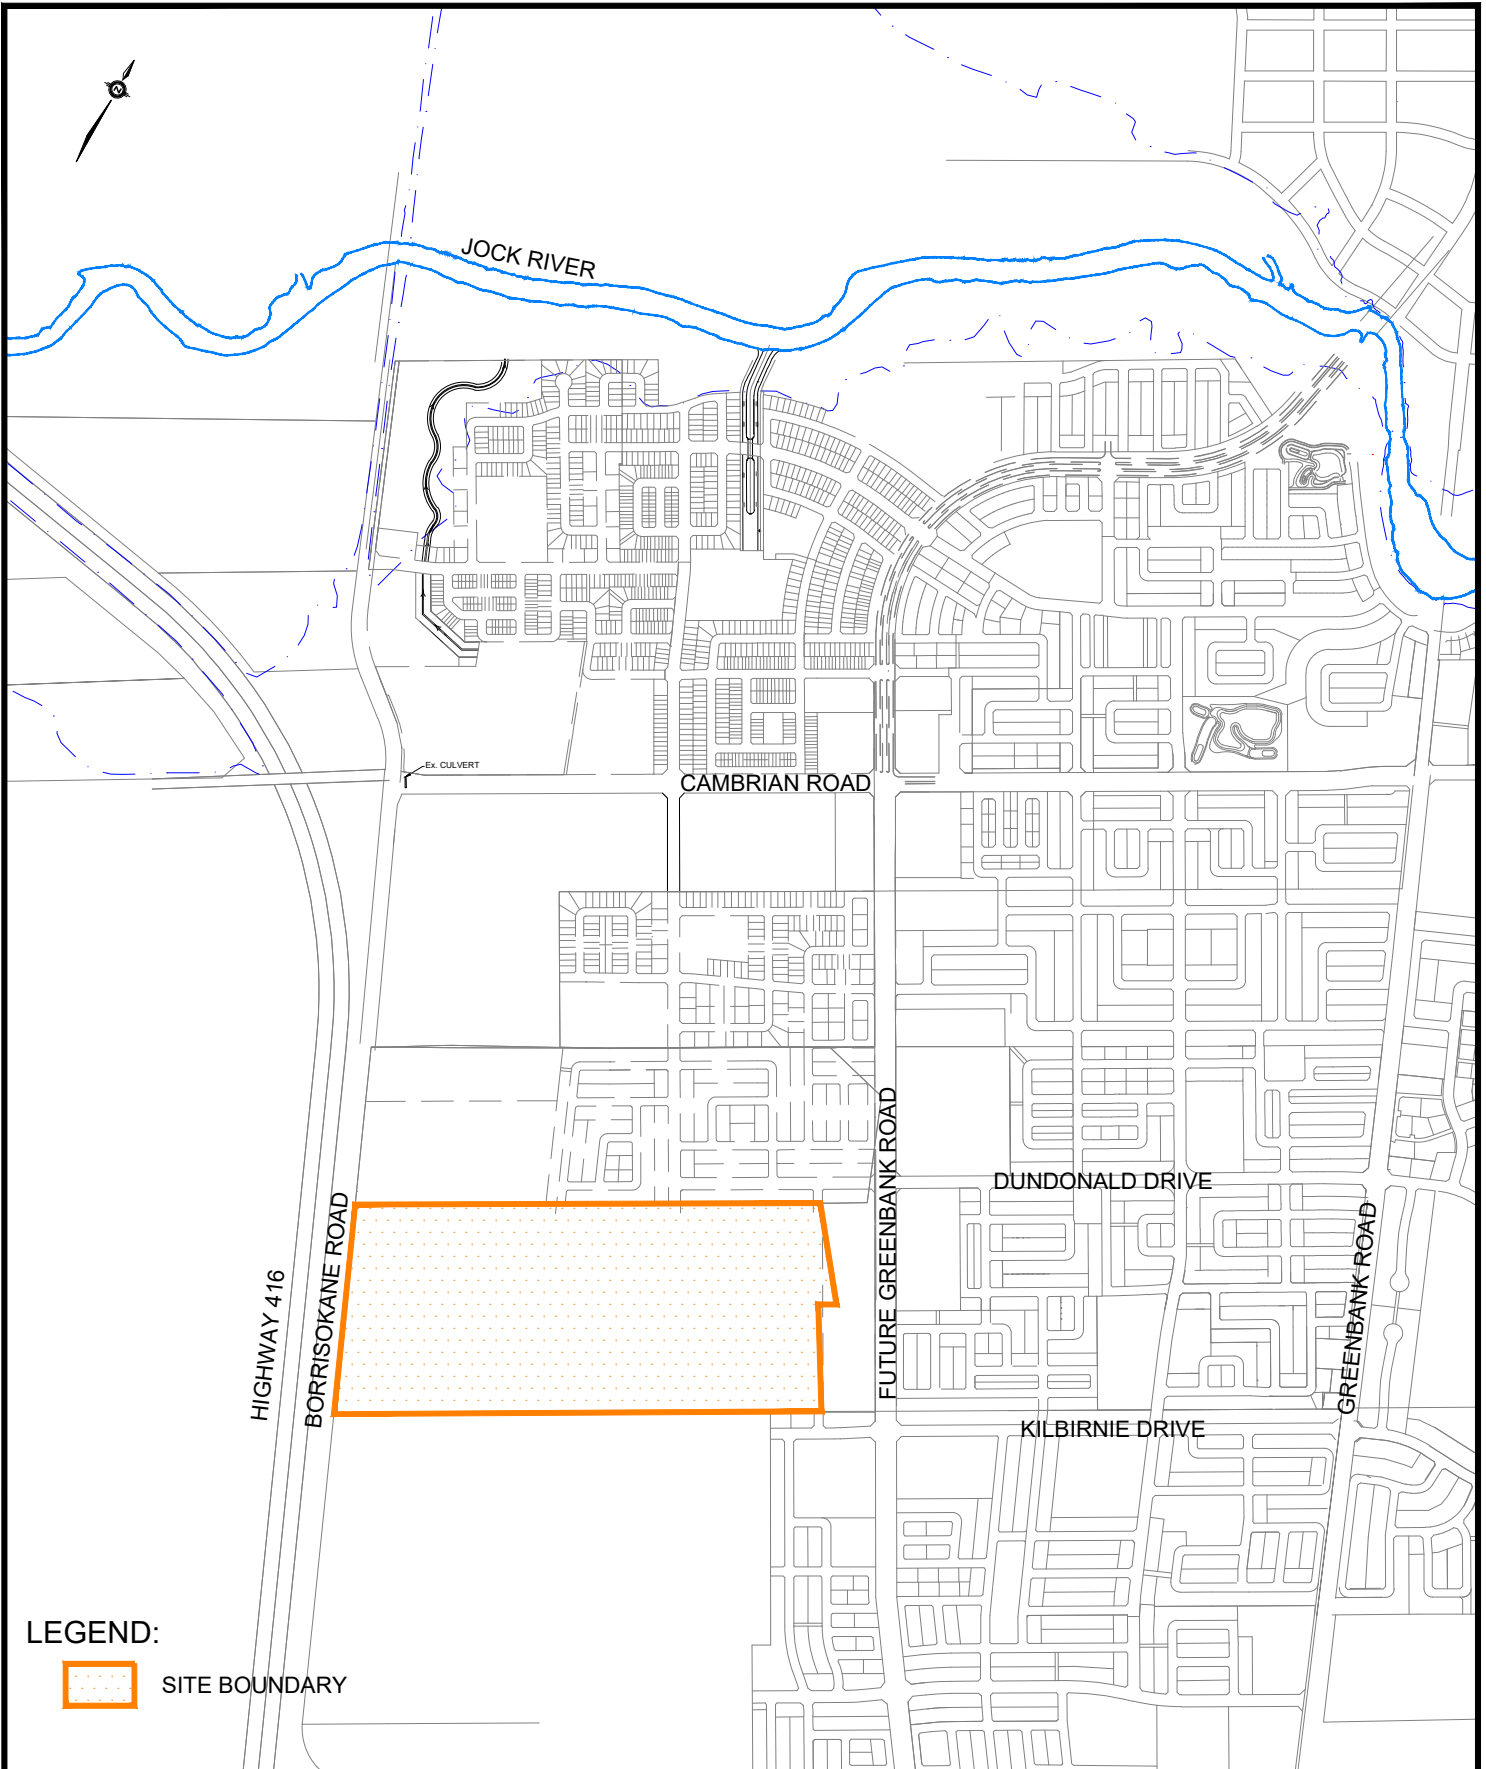 N
JOCK RIVER
Ex. CULVERT
CAMBRIAN ROAD
FUTURE GREENBANK ROAD
DUNDONALD DRIVE
GREENBANK ROAD
BORRISOKANE ROAD
HIGHWAY 416
KILBIRNIE DRIVE
LEGEND:
SITE BOUNDARY